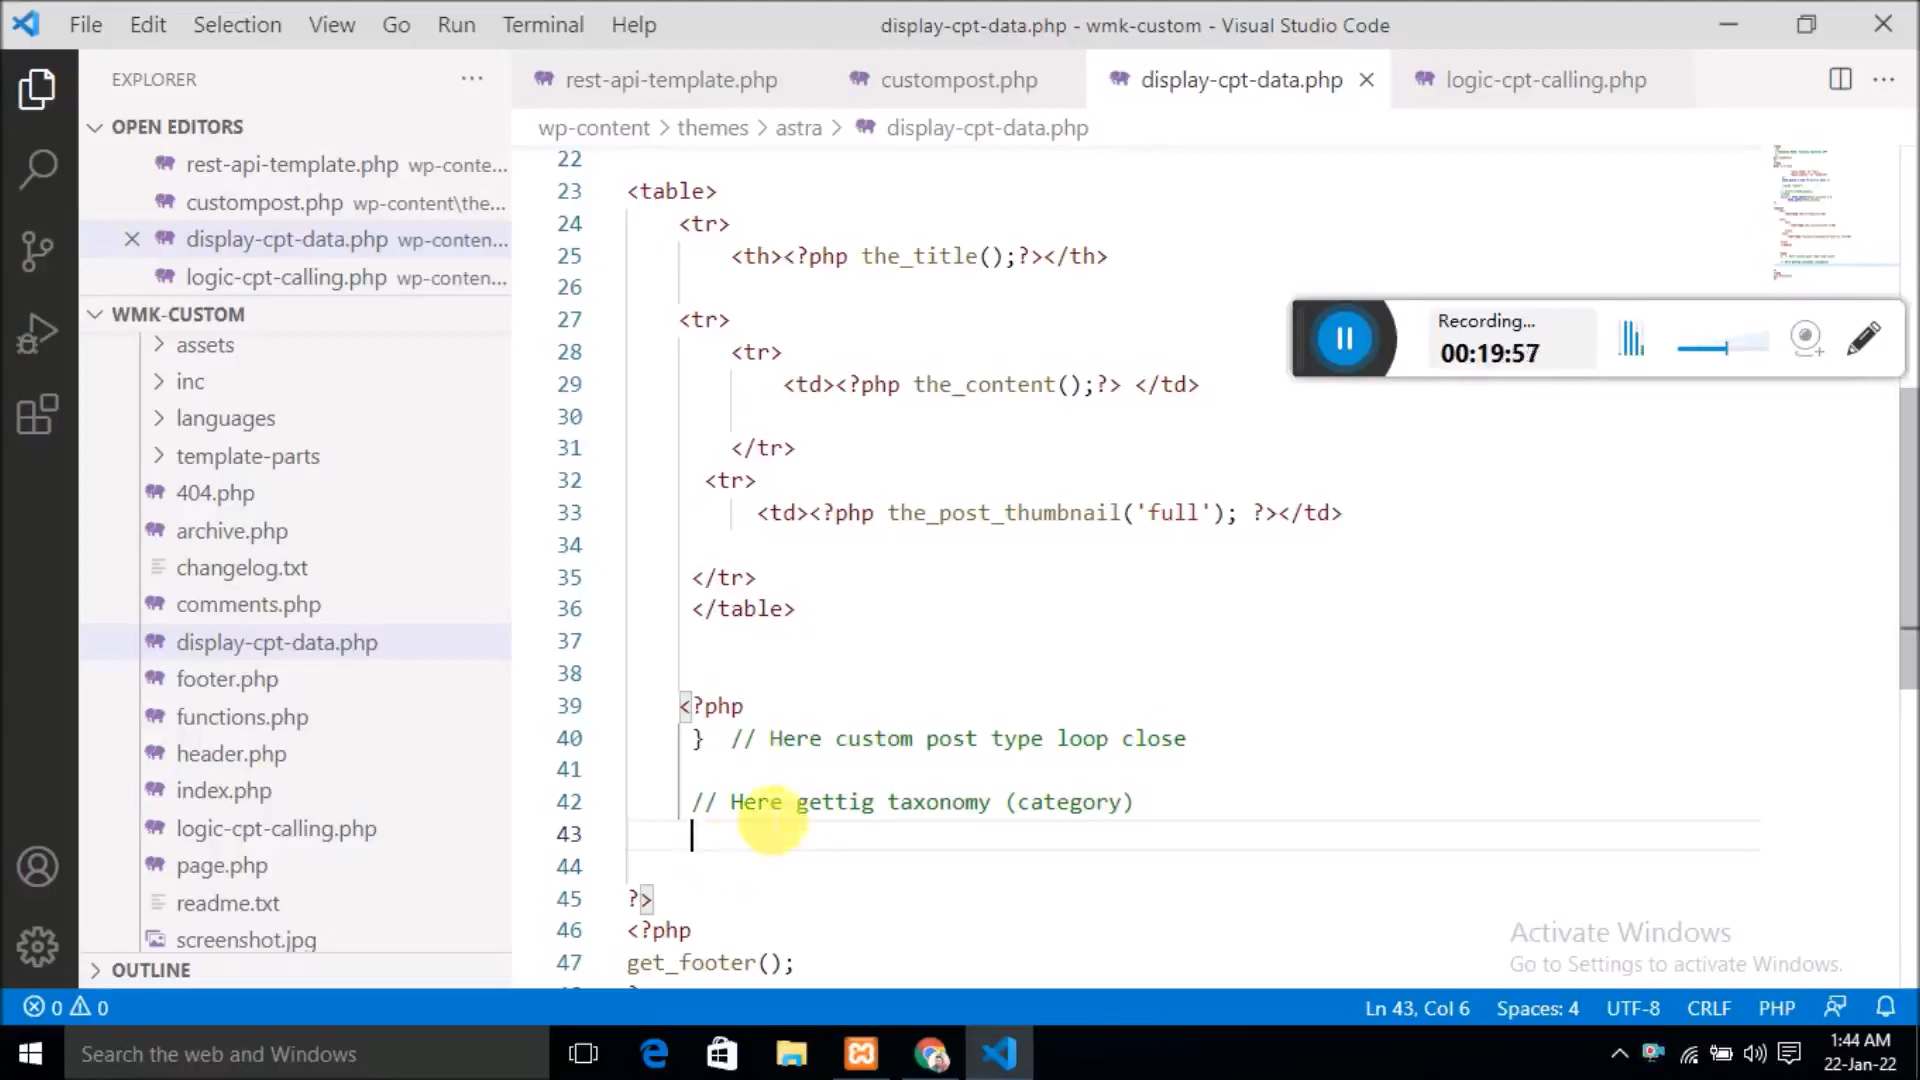 File Edit Selection View Go Run Terminal Help
display-cpt-data.php - wmk-custom - Visual Studio Code
EXPLORER
rest-api-template.php custompost.php display-cpt-data.php logic-cpt-calling.php
OPEN EDITORS
wp-content > themes > astra > display-cpt-data.php
rest-api-template.php wp-conte...
custompost.php wp-content\the...
display-cpt-data.php wp-conten...
logic-cpt-calling.php wp-conten...
WMK-CUSTOM
assets
inc
languages
template-parts
404.php
archive.php
changelog.txt
comments.php
display-cpt-data.php
footer.php
functions.php
header.php
index.php
logic-cpt-calling.php
page.php
readme.txt
screenshot.jpg
OUTLINE
22
23 <table>
24 <tr>
25 <th><?php the_title();?></th>
26
27 <tr>
28 <tr>
29 <td><?php the_content();?> </td>
30
31 </tr>
32 <tr>
33 <td><?php the_post_thumbnail('full'); ?></td>
34
35 </tr>
36 </table>
37
38
39 <?php
40 } // Here custom post type loop close
41
42 // Here gettig taxonomy (category)
43
44
45 ?>
46 <?php
47 get_footer();
Recording...
00:19:57
Activate Windows
Go to Settings to activate Windows.
0 0
Ln 43, Col 6 Spaces: 4 UTF-8 CRLF PHP
Search the web and Windows
1:44 AM
22-Jan-22